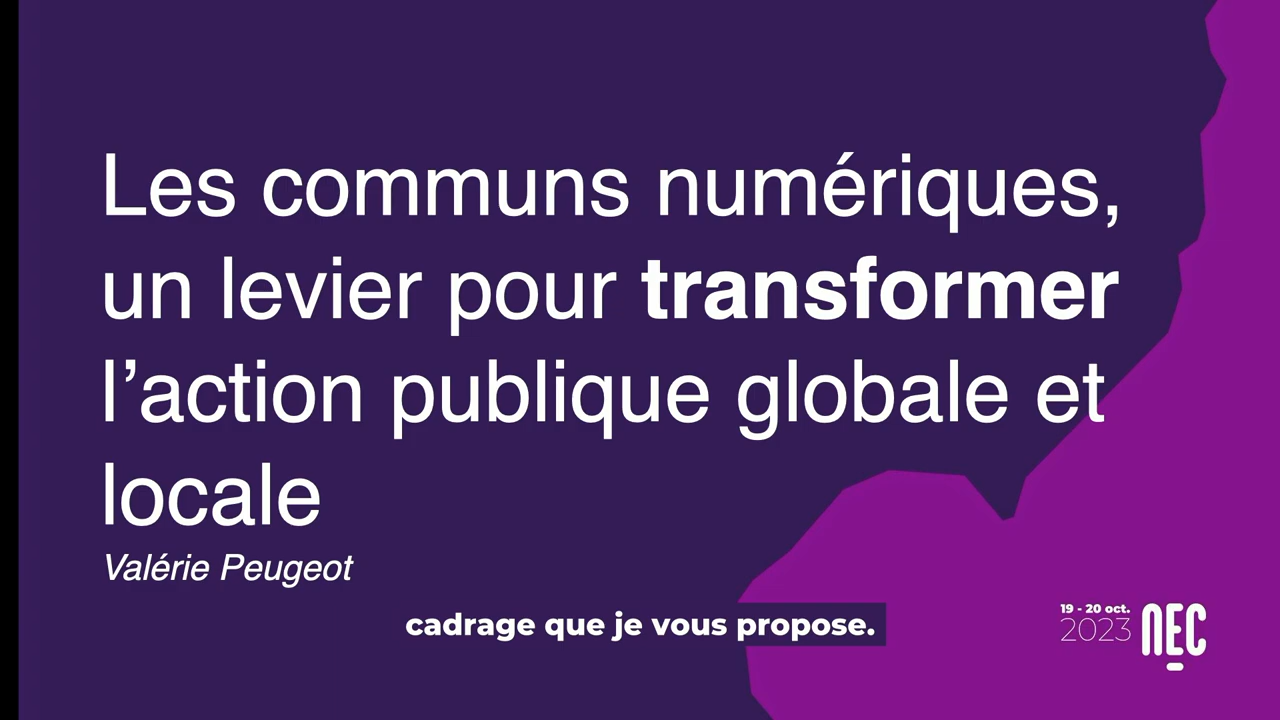 Les communs numériques,
un levier pour transformer
l’action publique globale et
locale
Valérie Peugeot
cadrage que je vous propose.
19 - 20 oct.
2023
NEC